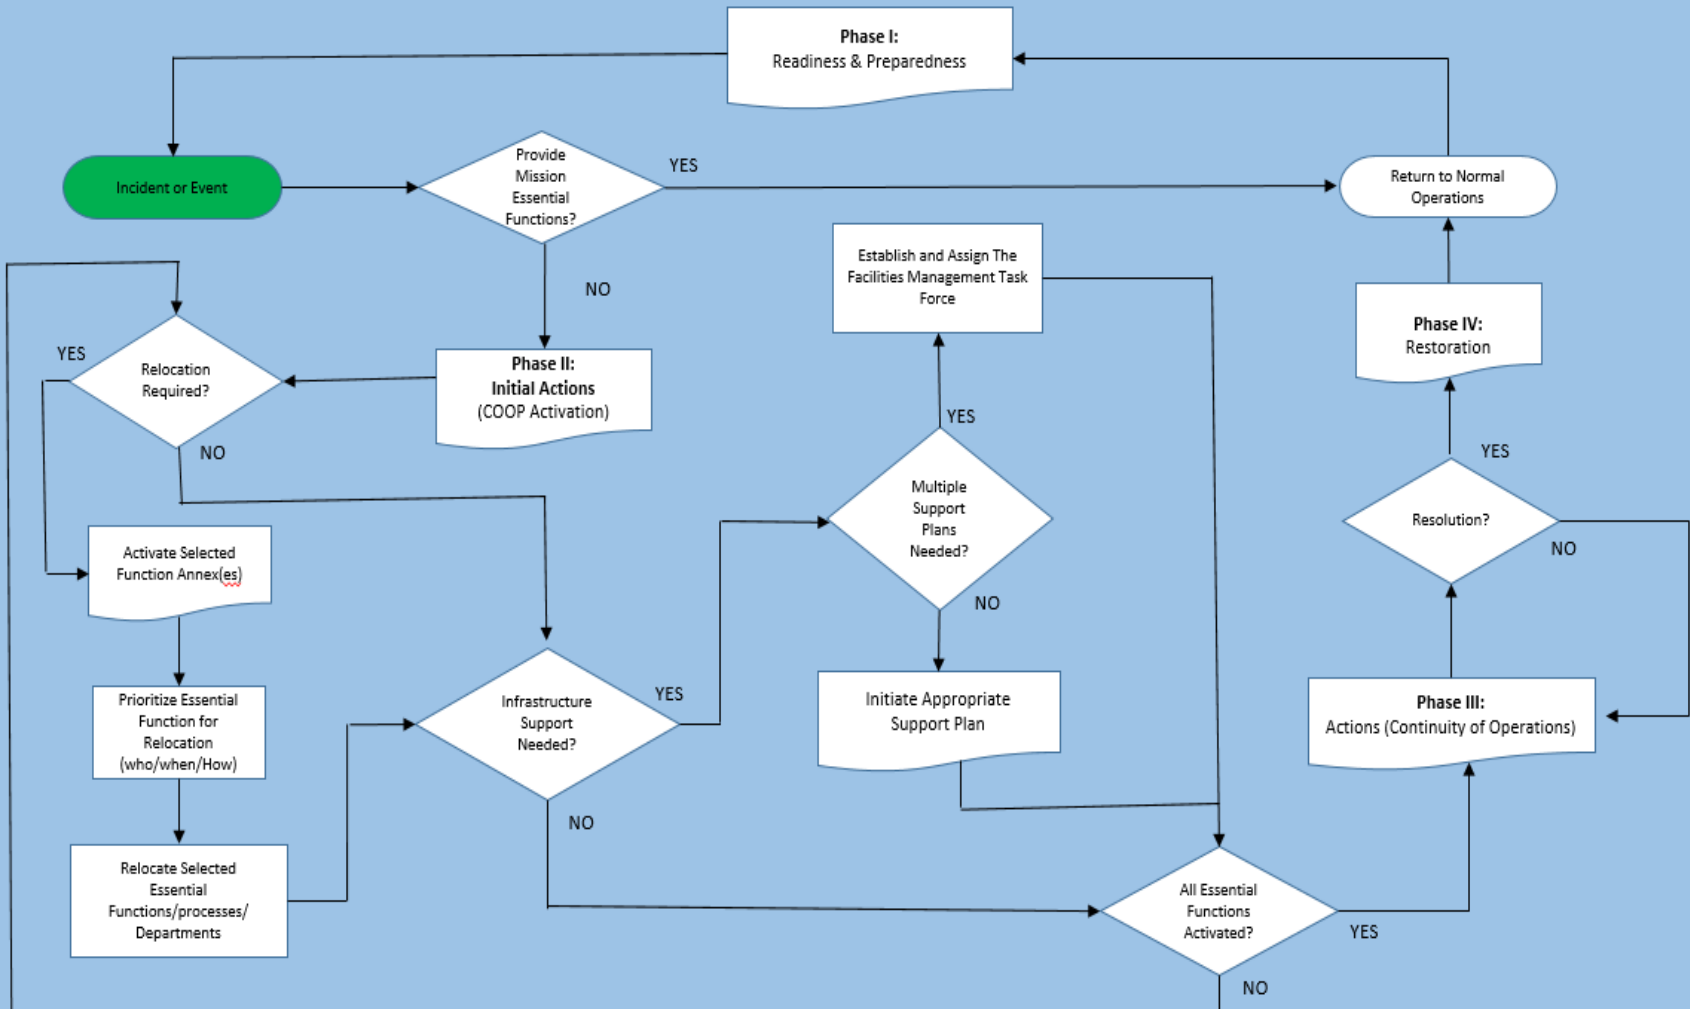 Phase I:
Readiness & Preparedness
Incident or Event
Provide
Mission
Essential
Functions?
YES
Return to Normal
Operations
NO
Establish and Assign The
Facilities Management Task
Force
Phase II:
Initial Actions
(COOP Activation)
Relocation
Required?
YES
NO
Phase IV:
Restoration
YES
Multiple
Support
Plans
Needed?
NO
YES
Resolution?
NO
Activate Selected
Function Annex(es)
Prioritize Essential
Function for
Relocation
(who/when/How)
Infrastructure
Support
Needed?
YES
NO
Initiate Appropriate
Support Plan
Phase III:
Actions (Continuity of Operations)
Relocate Selected
Essential
Functions/processes/
Departments
All Essential
Functions
Activated?
YES
NO